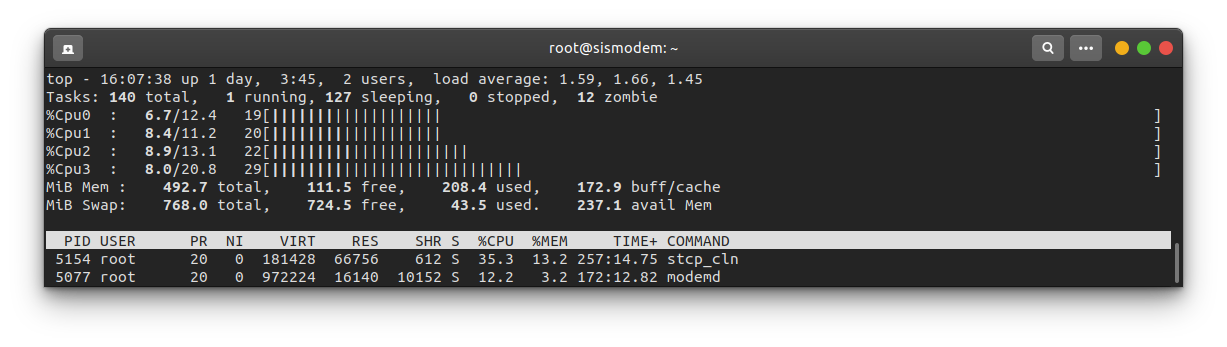 root@sismodem: ~
top - 16:07:38 up 1 day,  3:45,  2 users,  load average: 1.59, 1.66, 1.45
Tasks: 140 total,   1 running, 127 sleeping,   0 stopped,  12 zombie
%Cpu0  :   6.7/12.4   19[|||||||||||||||||||                                                                               ]
%Cpu1  :   8.4/11.2   20[|||||||||||||||||||                                                                               ]
%Cpu2  :   8.9/13.1   22[||||||||||||||||||||||                                                                            ]
%Cpu3  :   8.0/20.8   29[||||||||||||||||||||||||||||                                                                      ]
MiB Mem :    492.7 total,    111.5 free,    208.4 used,    172.9 buff/cache
MiB Swap:    768.0 total,    724.5 free,     43.5 used.    237.1 avail Mem
  PID USER      PR  NI    VIRT    RES    SHR S  %CPU  %MEM     TIME+ COMMAND
 5154 root      20   0  181428  66756    612 S  35.3  13.2 257:14.75 stcp_cln
 5077 root      20   0  972224  16140  10152 S  12.2   3.2 172:12.82 modemd